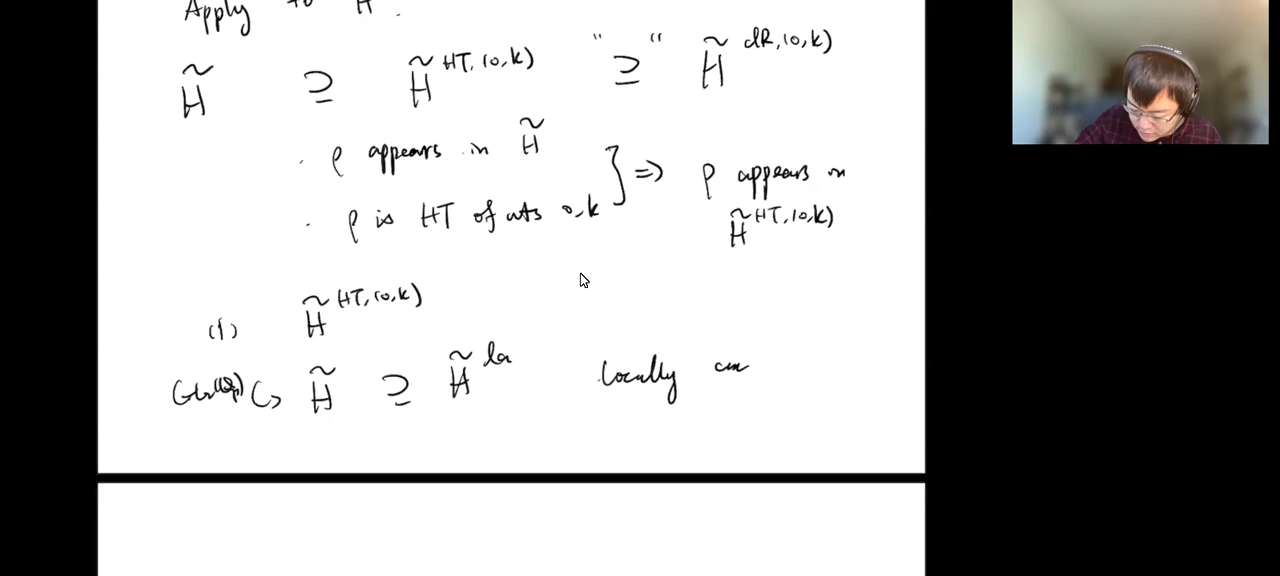 Apply to H̃.
H̃ ⊇ H̃^{HT,(0,k)} "⊇" H̃^{dR,(0,k)}
· ρ appears in H̃
· ρ is HT of wts 0,k } ⇒ ρ appears in H̃^{HT,(0,k)}
(1) H̃^{HT,(0,k)}
GL₂(ℚp) ↻ H̃ ⊇ H̃^{la} locally an